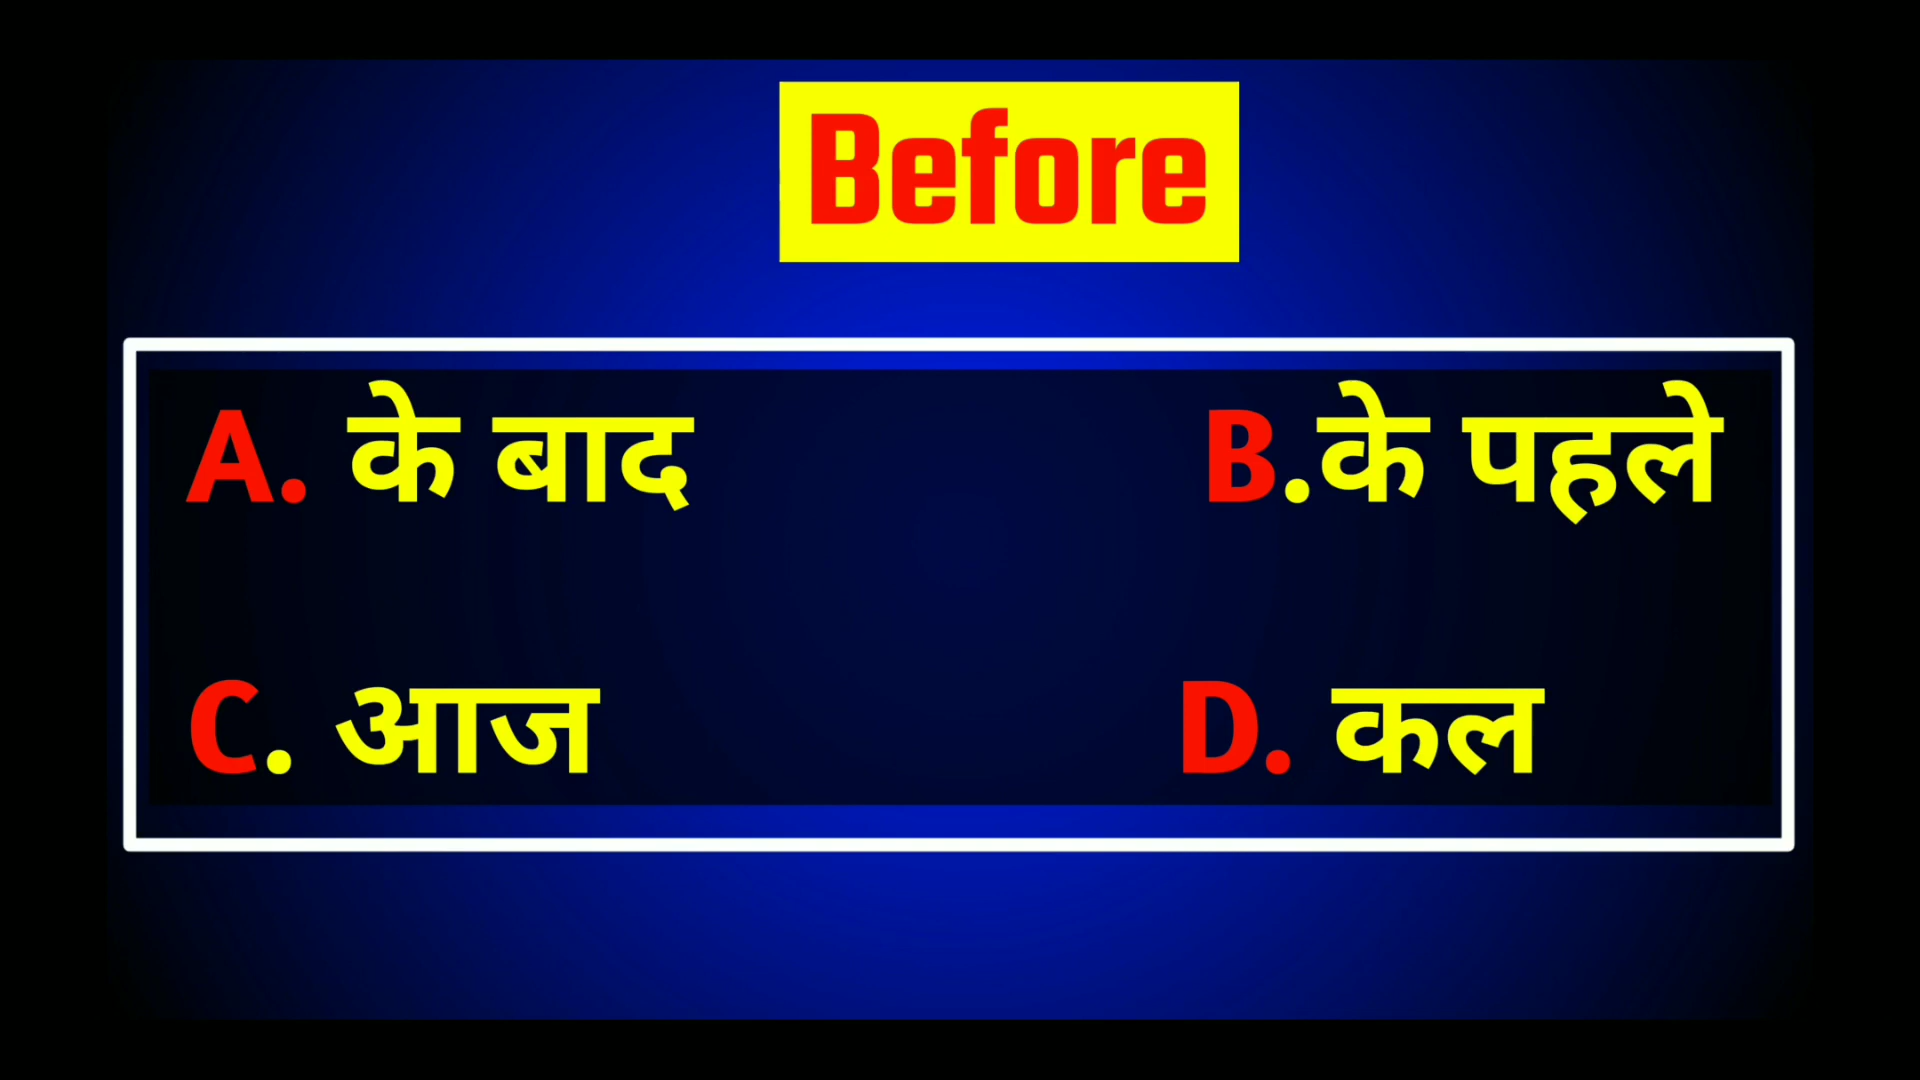 Before
A. के बाद B.के पहले
C. आज D. कल